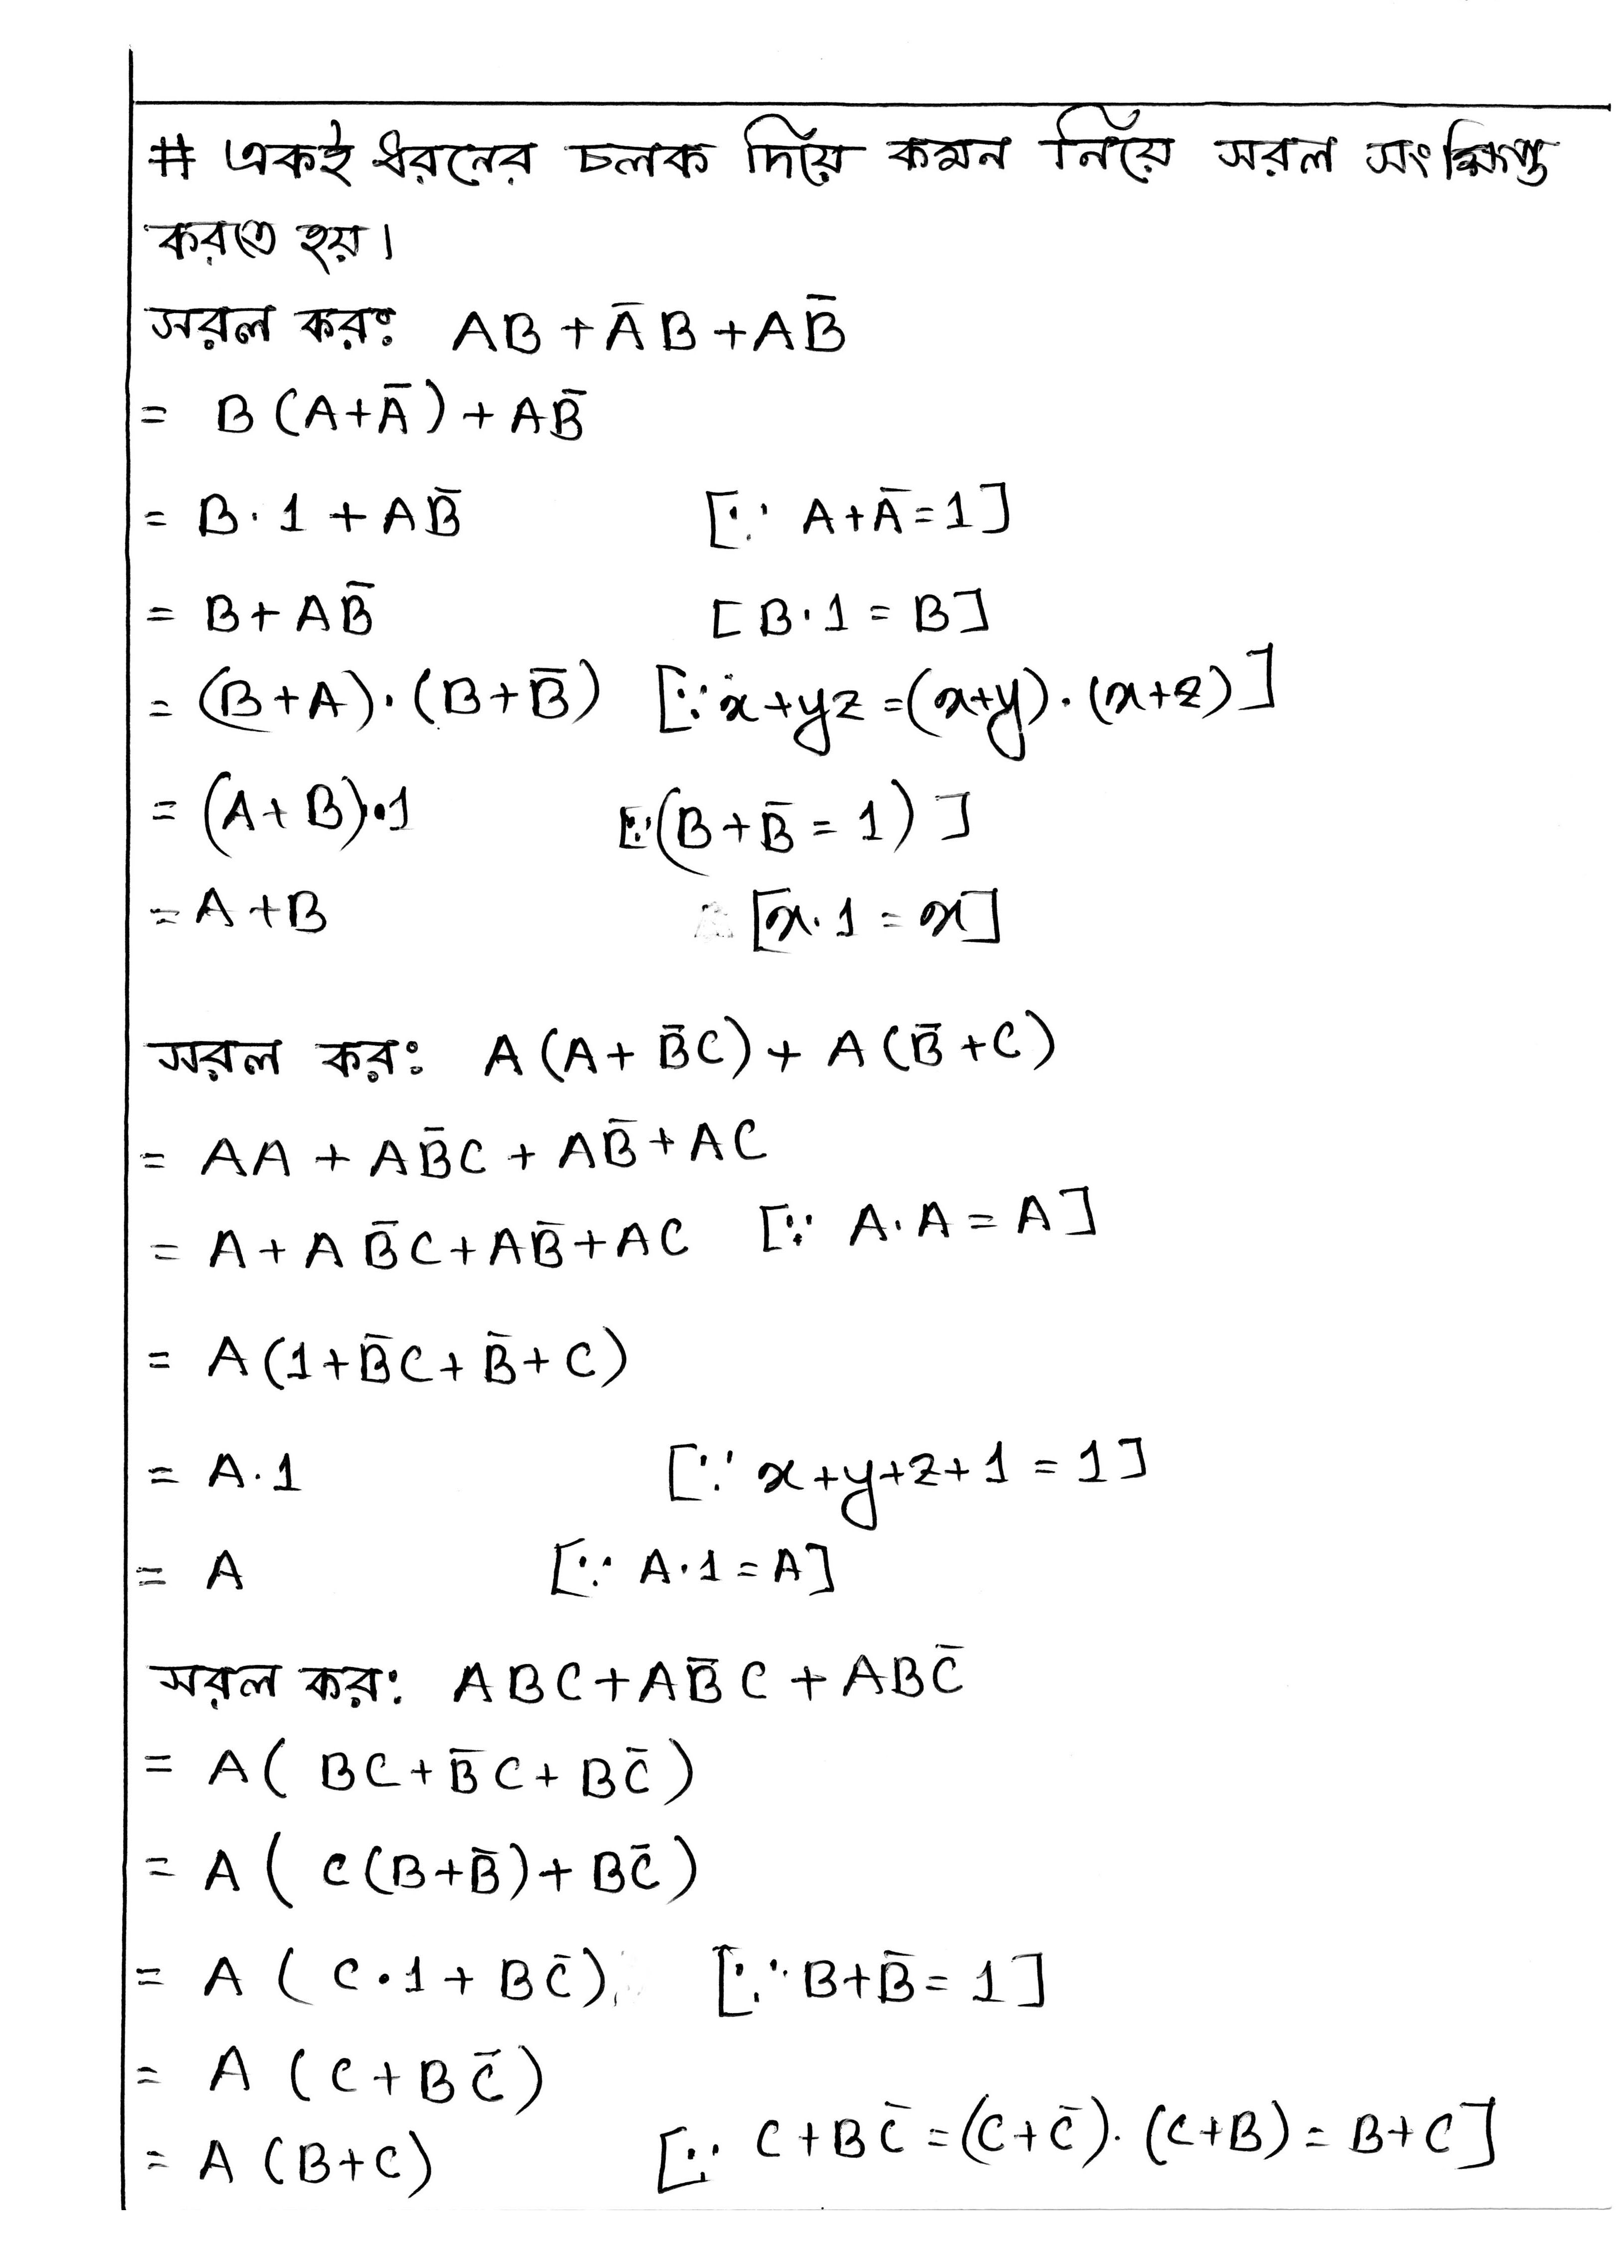 # একই ধরনের চলক দিয়ে কমন নিয়ে সরল সংক্ষিপ্ত
করতে হয়।
সরল করঃ AB + A̅B + AB̅
= B(A+A̅) + AB̅
= B·1 + AB̅ [∵ A+A̅=1]
= B+AB̅ [B·1 = B]
= (B+A)·(B+B̅) [∵ x+yz = (x+y)·(x+z)]
= (A+B)·1 [∵(B+B̅ = 1)]
= A+B [x·1 = x]
সরল করঃ A(A+B̅C) + A(B̅+C)
= AA + AB̅C + AB̅ + AC
= A + AB̅C + AB̅ + AC [∵ A·A = A]
= A(1+B̅C+B̅+C)
= A·1 [∵ x+y+z+1 = 1]
= A [∵ A·1 = A]
সরল কর: ABC + AB̅C + ABC̅
= A(BC + B̅C + BC̅)
= A(C(B+B̅) + BC̅)
= A(C·1 + BC̅) [∵ B+B̅ = 1]
= A(C+BC̅)
= A(B+C) [∵ C+BC̅ = (C+C̅)·(C+B) = B+C]